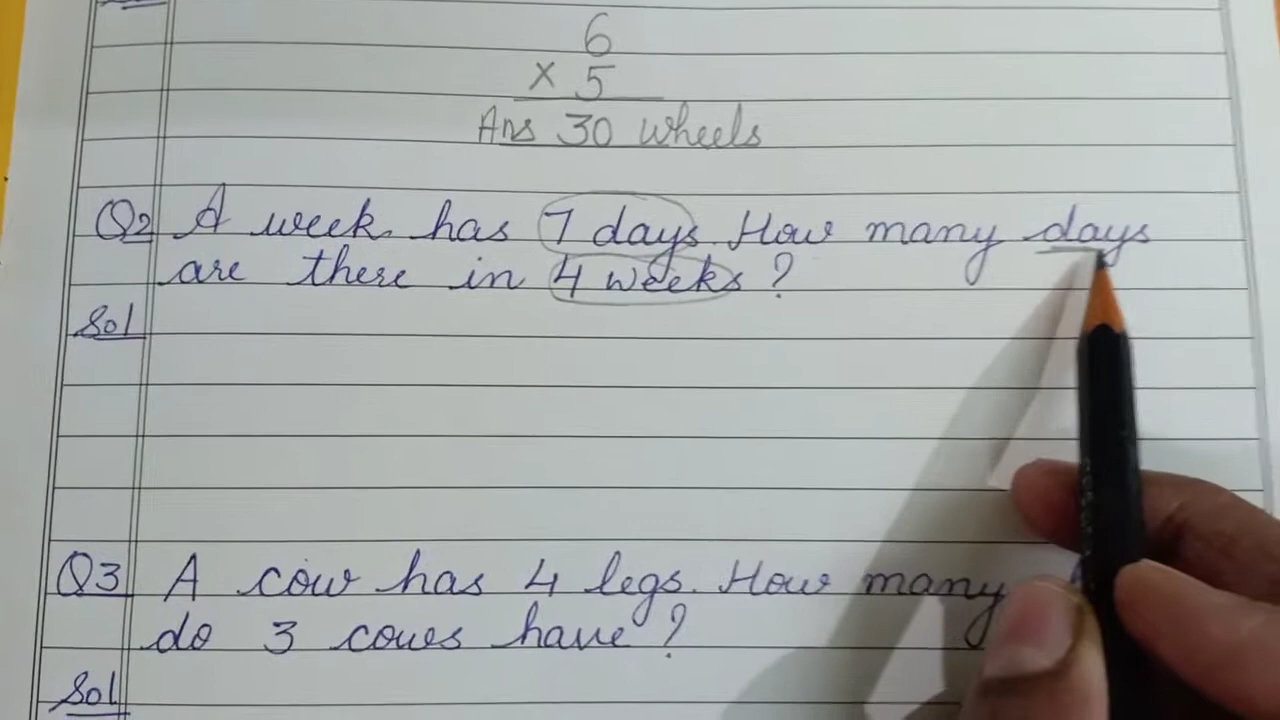 6
× 5
Ans 30 wheels
Q2 A week has 7 days. How many days
are there in 4 weeks?
Sol
Q3 A cow has 4 legs. How many
do 3 cows have?
Sol